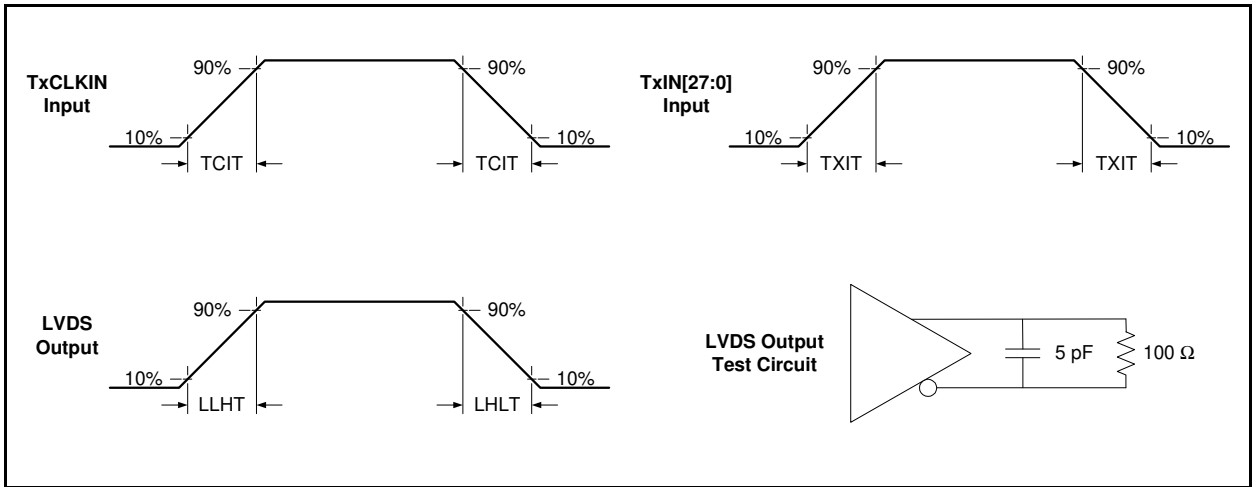 TxCLKIN
Input
90%
90%
10%
10%
TCIT
TCIT
TxIN[27:0]
Input
90%
90%
10%
10%
TXIT
TXIT
LVDS
Output
90%
90%
10%
10%
LLHT
LHLT
LVDS Output
Test Circuit
5 pF
100 Ω